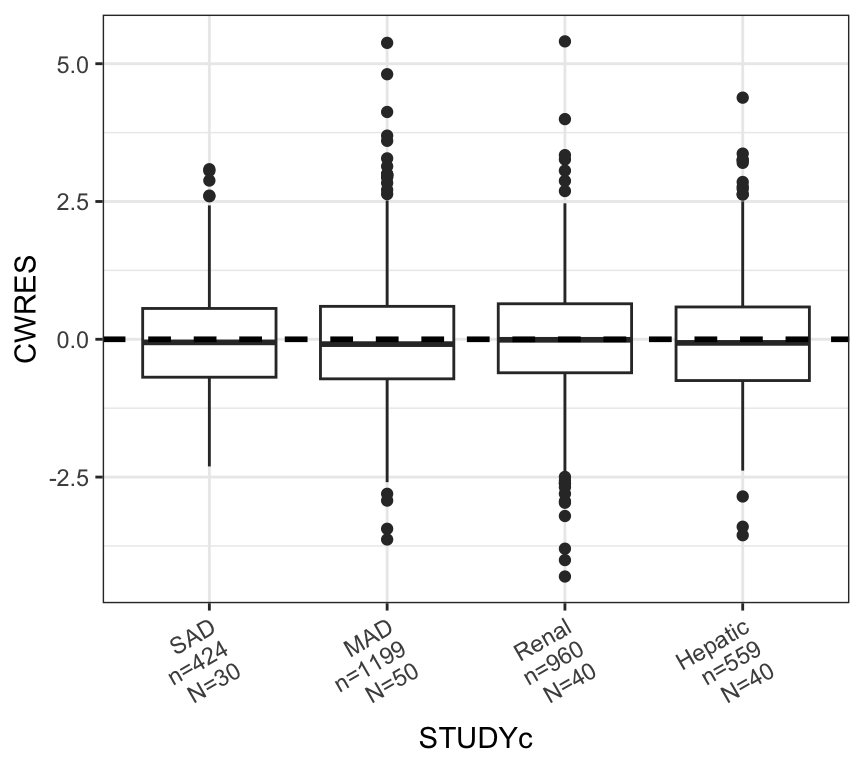 5.0
2.5
0.0
-2.5
CWRES
SAD
n=424
N=30
MAD
n=1199
N=50
Renal
n=960
N=40
Hepatic
n=559
N=40
STUDYc